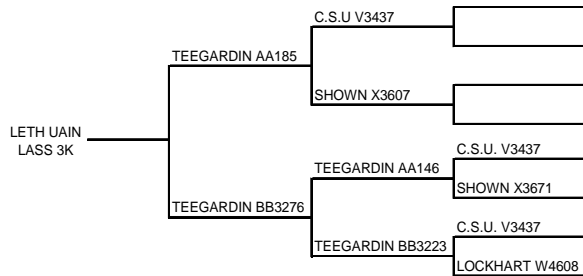 C.S.U V3437
TEEGARDIN AA185
SHOWN X3607
LETH UAIN
LASS 3K
C.S.U. V3437
TEEGARDIN AA146
SHOWN X3671
TEEGARDIN BB3276
C.S.U. V3437
TEEGARDIN BB3223
LOCKHART W4608